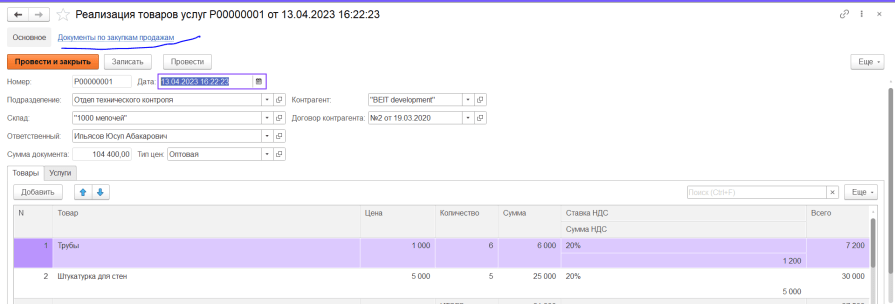 Реализация товаров услуг Р00000001 от 13.04.2023 16:22:23
Основное Документы по закупкам продажам
Провести и закрыть Записать Провести Еще
Номер: Р00000001 Дата: 13.04.2023 16:22:23
Подразделение: Отдел технического контроля Контрагент: "BEIT development"
Склад: "1000 мелочей" Договор контрагента: №2 от 19.03.2020
Ответственный: Ильясов Юсуп Абакарович
Сумма документа: 104 400,00 Тип цен: Оптовая
Товары Услуги
Добавить Поиск (Ctrl+F) × Еще
N Товар Цена Количество Сумма Ставка НДС Всего
Сумма НДС
1 Трубы 1 000 6 6 000 20% 7 200
1 200
2 Штукатурка для стен 5 000 5 25 000 20% 30 000
5 000